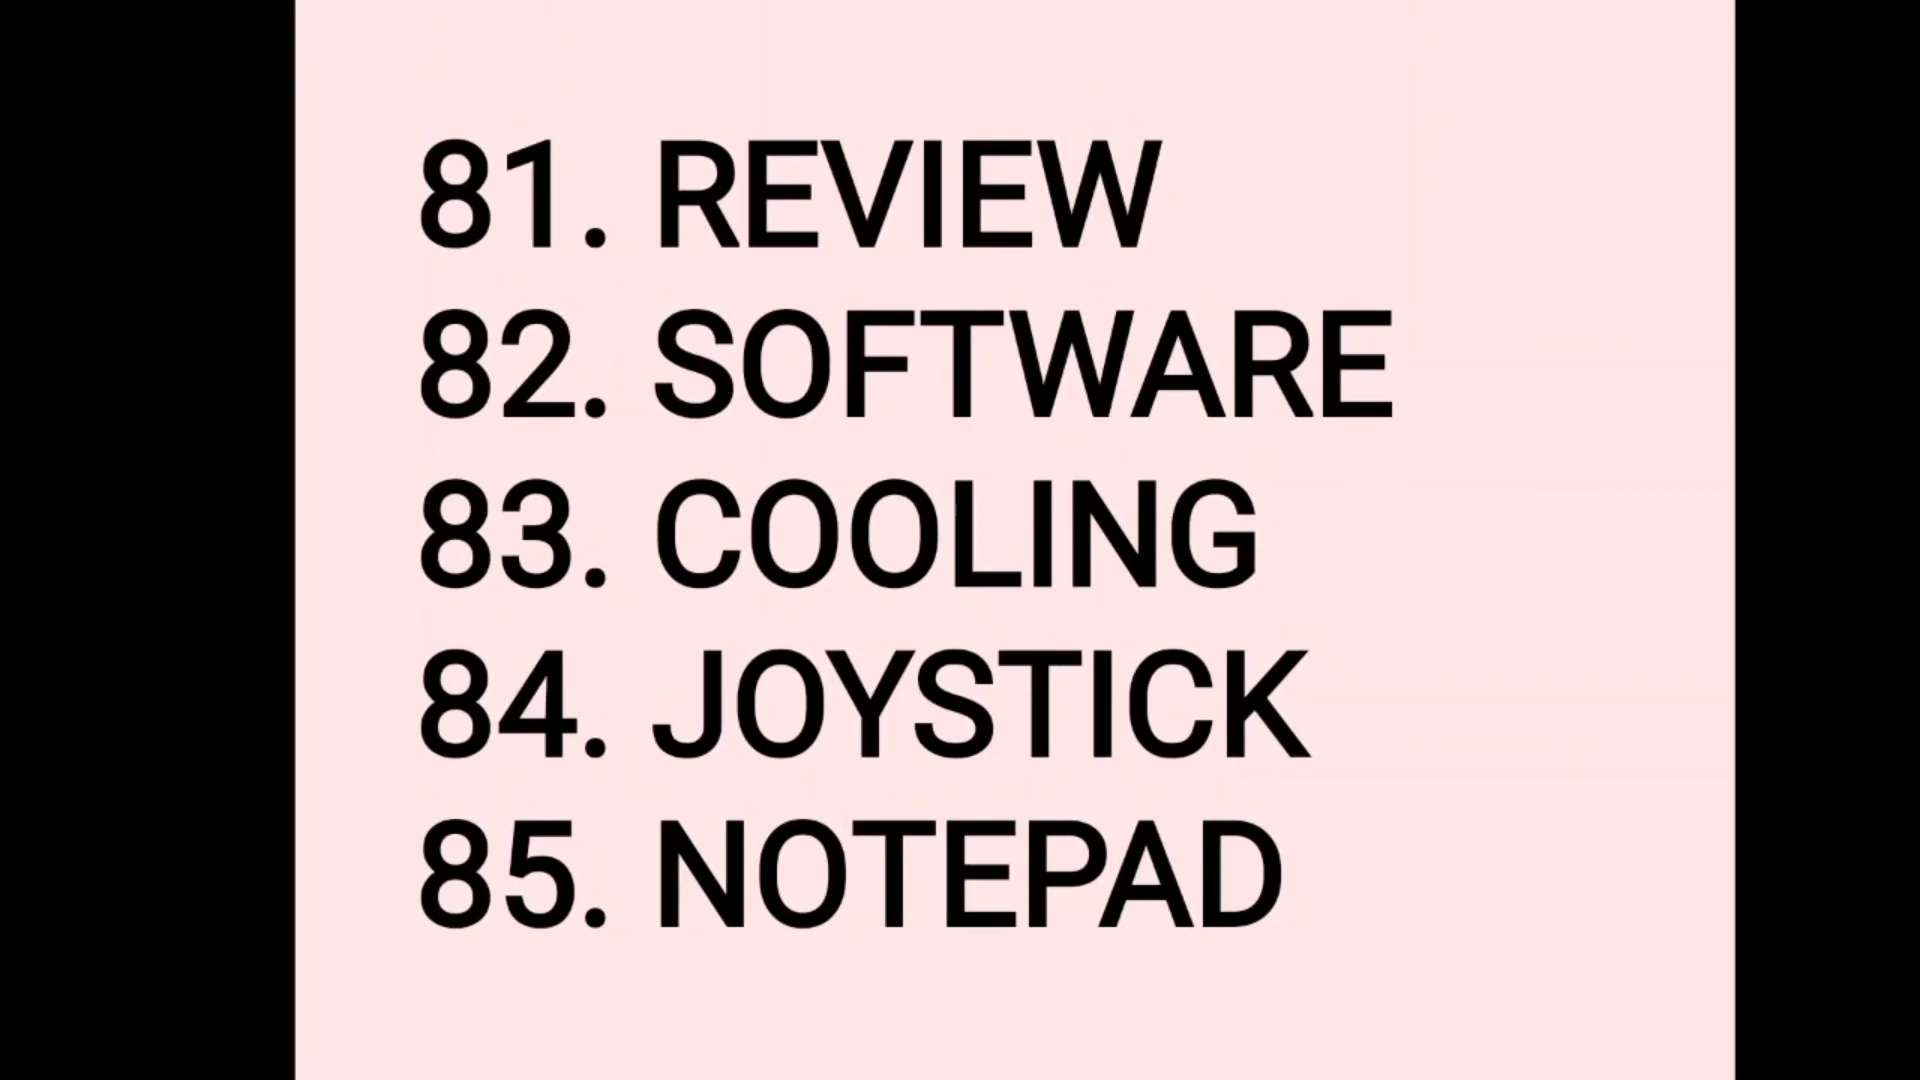 81. REVIEW
82. SOFTWARE
83. COOLING
84. JOYSTICK
85. NOTEPAD